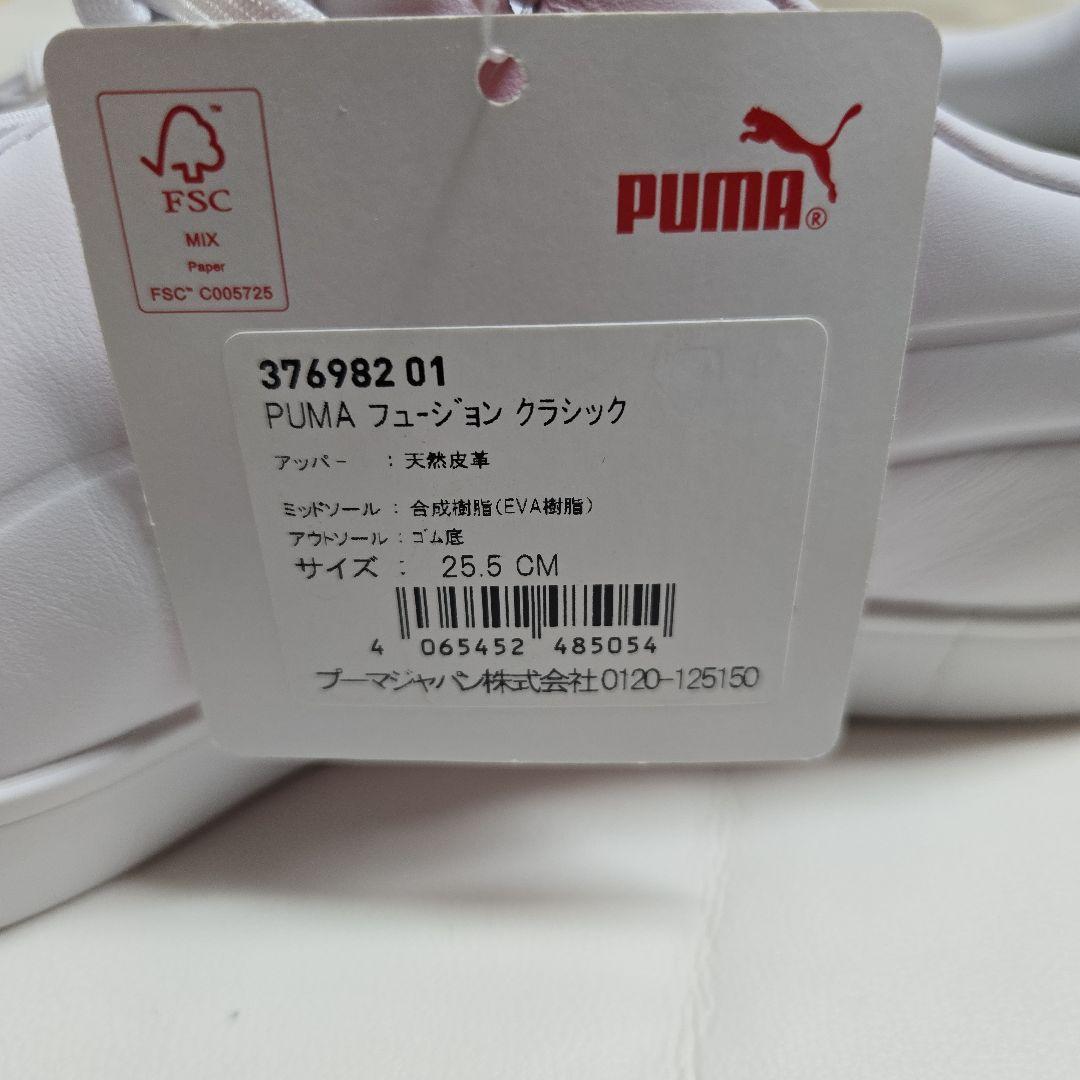 FSC™
MIX
Paper
FSC™ C005725
PUMA®
376982 01
PUMA フュージョン クラシック
アッパー : 天然皮革
ミッドソール : 合成樹脂(EVA樹脂)
アウトソール : ゴム底
サイズ : 25.5 CM
4 065452 485054
プーマジャパン株式会社0120-125150